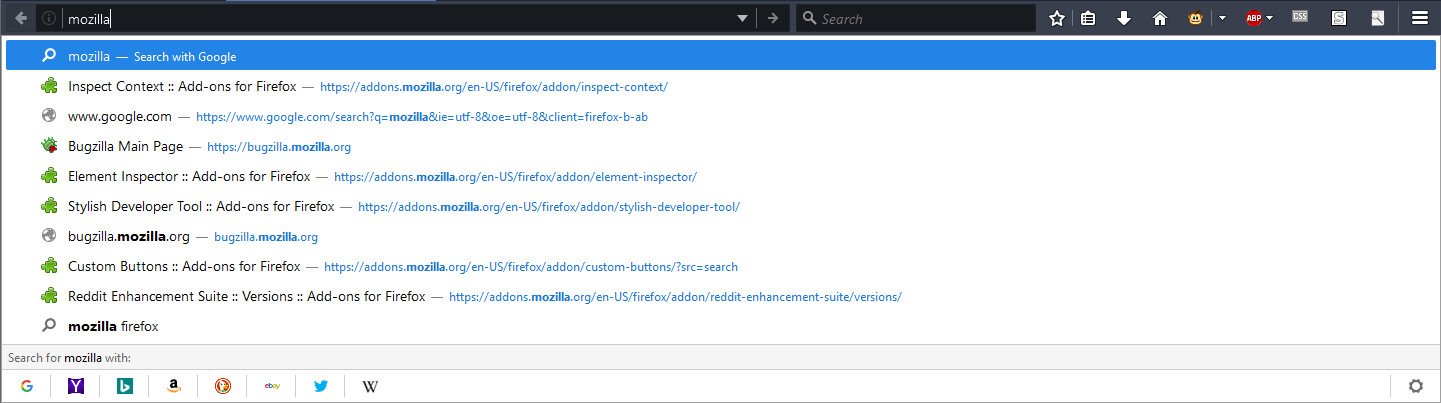 mozilla Search ABP CSS S
mozilla — Search with Google
Inspect Context :: Add-ons for Firefox — https://addons.mozilla.org/en-US/firefox/addon/inspect-context/
www.google.com — https://www.google.com/search?q=mozilla&ie=utf-8&oe=utf-8&client=firefox-b-ab
Bugzilla Main Page — https://bugzilla.mozilla.org
Element Inspector :: Add-ons for Firefox — https://addons.mozilla.org/en-US/firefox/addon/element-inspector/
Stylish Developer Tool :: Add-ons for Firefox — https://addons.mozilla.org/en-US/firefox/addon/stylish-developer-tool/
bugzilla.mozilla.org — bugzilla.mozilla.org
Custom Buttons :: Add-ons for Firefox — https://addons.mozilla.org/en-US/firefox/addon/custom-buttons/?src=search
Reddit Enhancement Suite :: Versions :: Add-ons for Firefox — https://addons.mozilla.org/en-US/firefox/addon/reddit-enhancement-suite/versions/
mozilla firefox
Search for mozilla with:
G Y b a ebay W